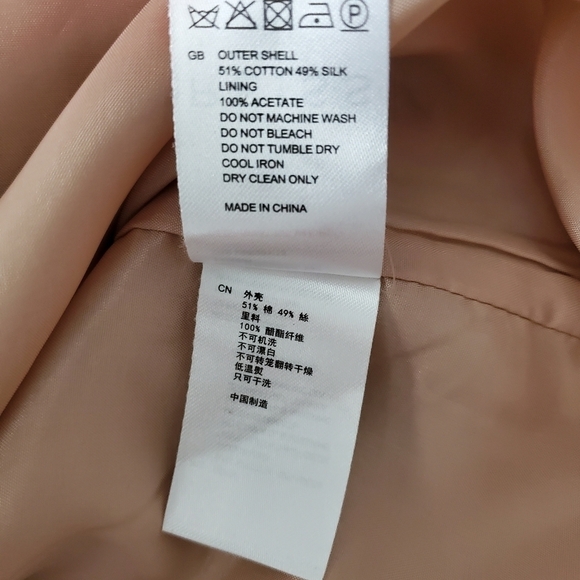 GB OUTER SHELL
51% COTTON 49% SILK
LINING
100% ACETATE
DO NOT MACHINE WASH
DO NOT BLEACH
DO NOT TUMBLE DRY
COOL IRON
DRY CLEAN ONLY
MADE IN CHINA
CN 外壳
51% 棉 49% 絲
里料
100% 醋酯纤维
不可机洗
不可漂白
不可转笼翻转干燥
低温熨
只可干洗
中国制造